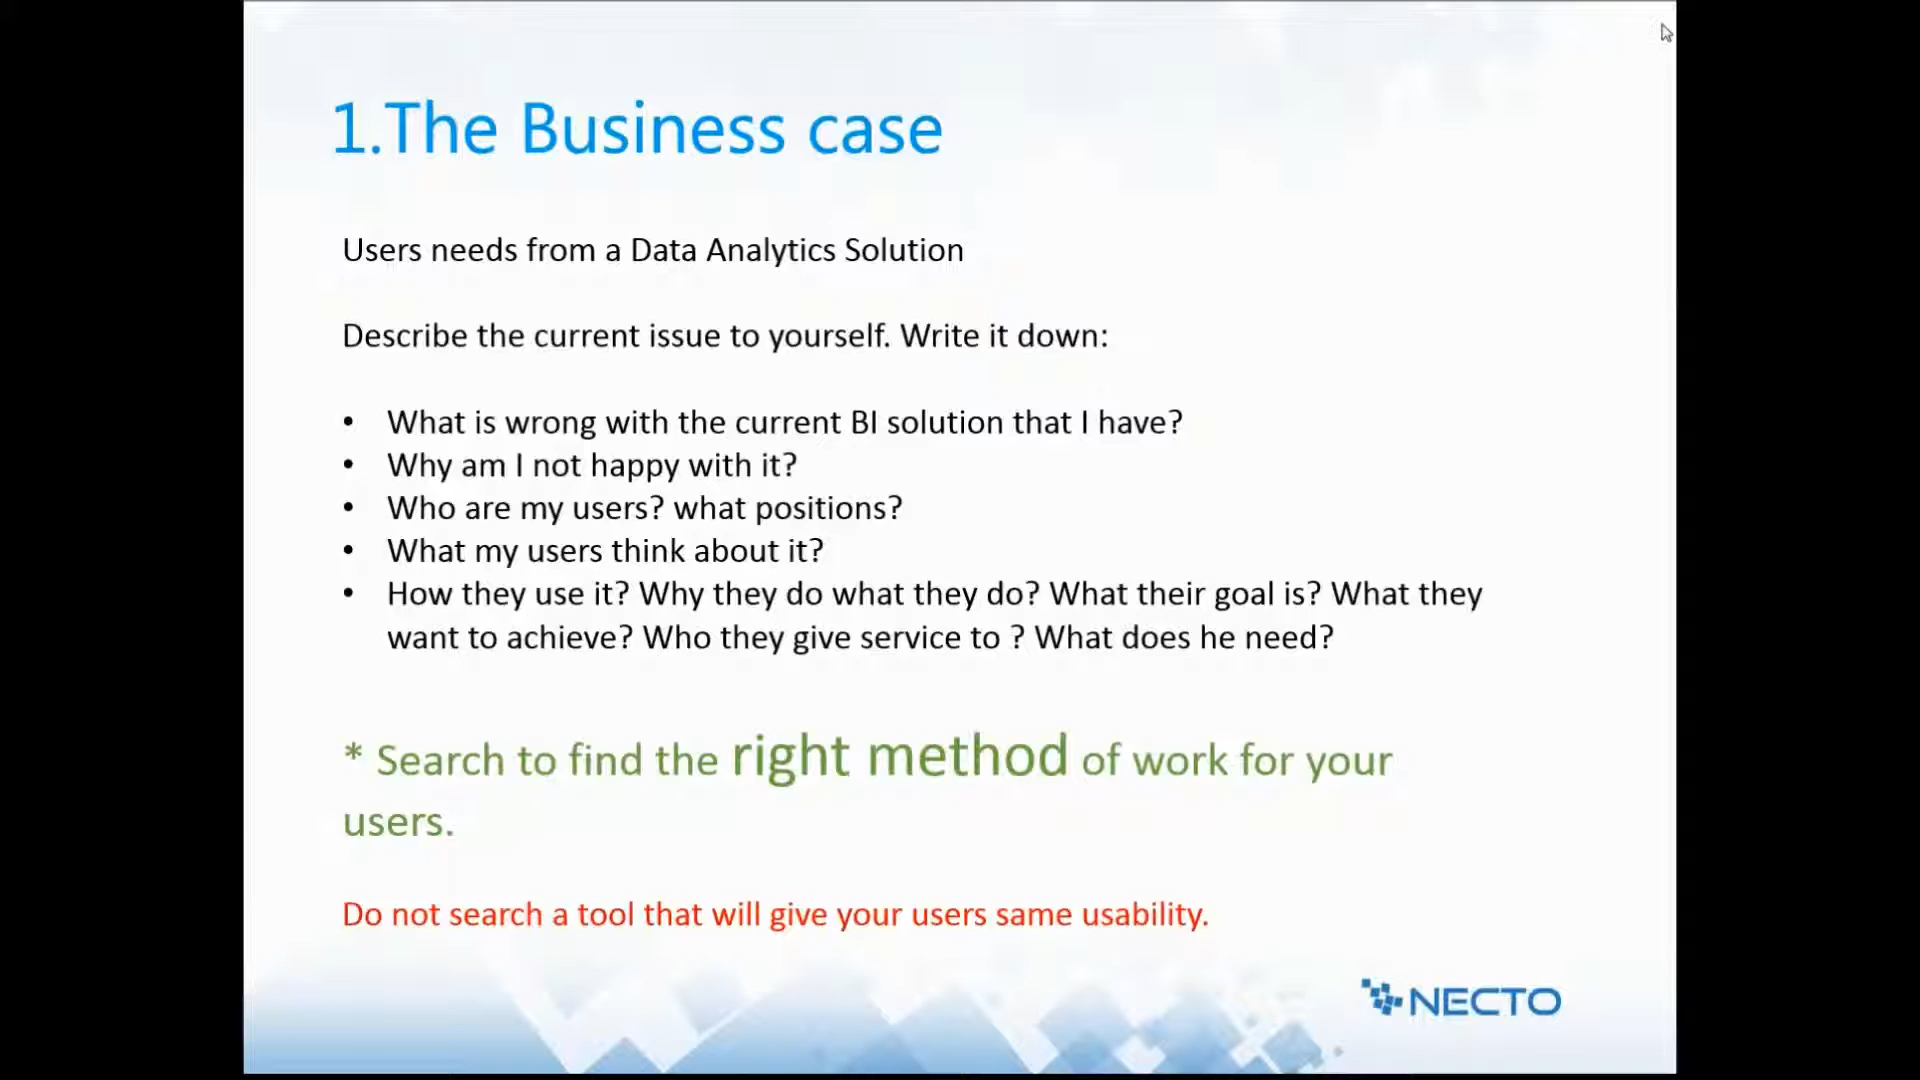 1.The Business case
Users needs from a Data Analytics Solution
Describe the current issue to yourself. Write it down:
• What is wrong with the current BI solution that I have?
• Why am I not happy with it?
• Who are my users? what positions?
• What my users think about it?
• How they use it? Why they do what they do? What their goal is? What they
want to achieve? Who they give service to ? What does he need?
* Search to find the right method of work for your
users.
Do not search a tool that will give your users same usability.
NECTO